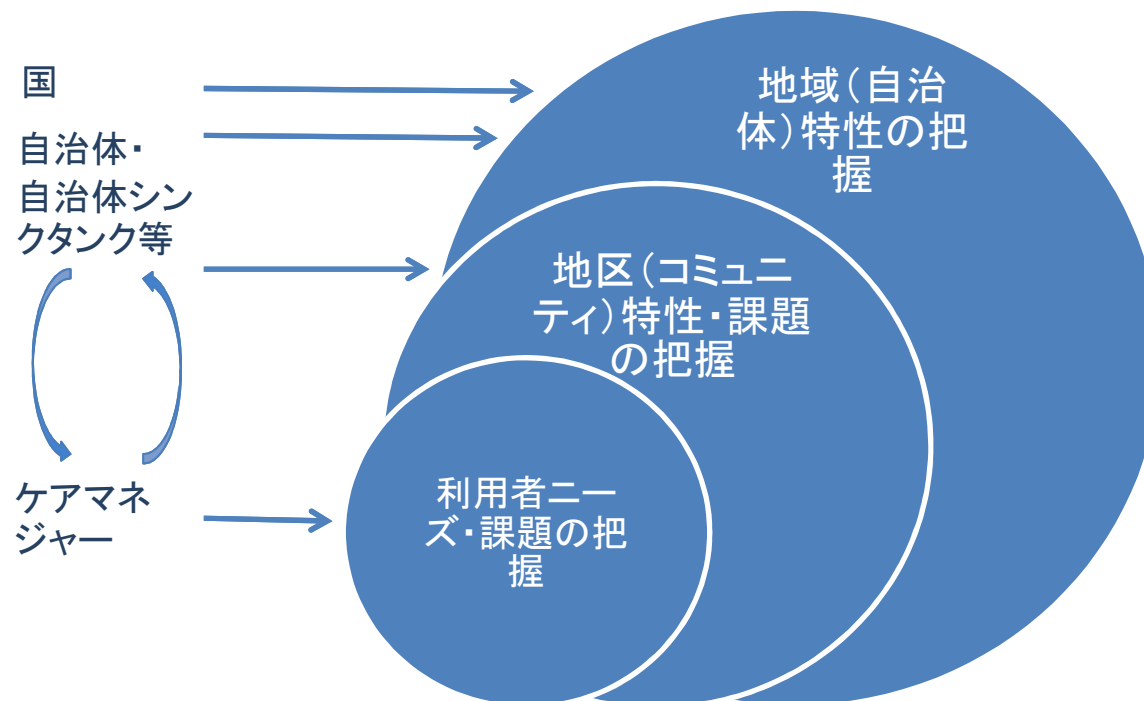 国
自治体・
自治体シン
クタンク等
ケアマネ
ジャー
地域（自治
体）特性の把
握
地区（コミュニ
ティ）特性・課題
の把握
利用者ニー
ズ・課題の把
握